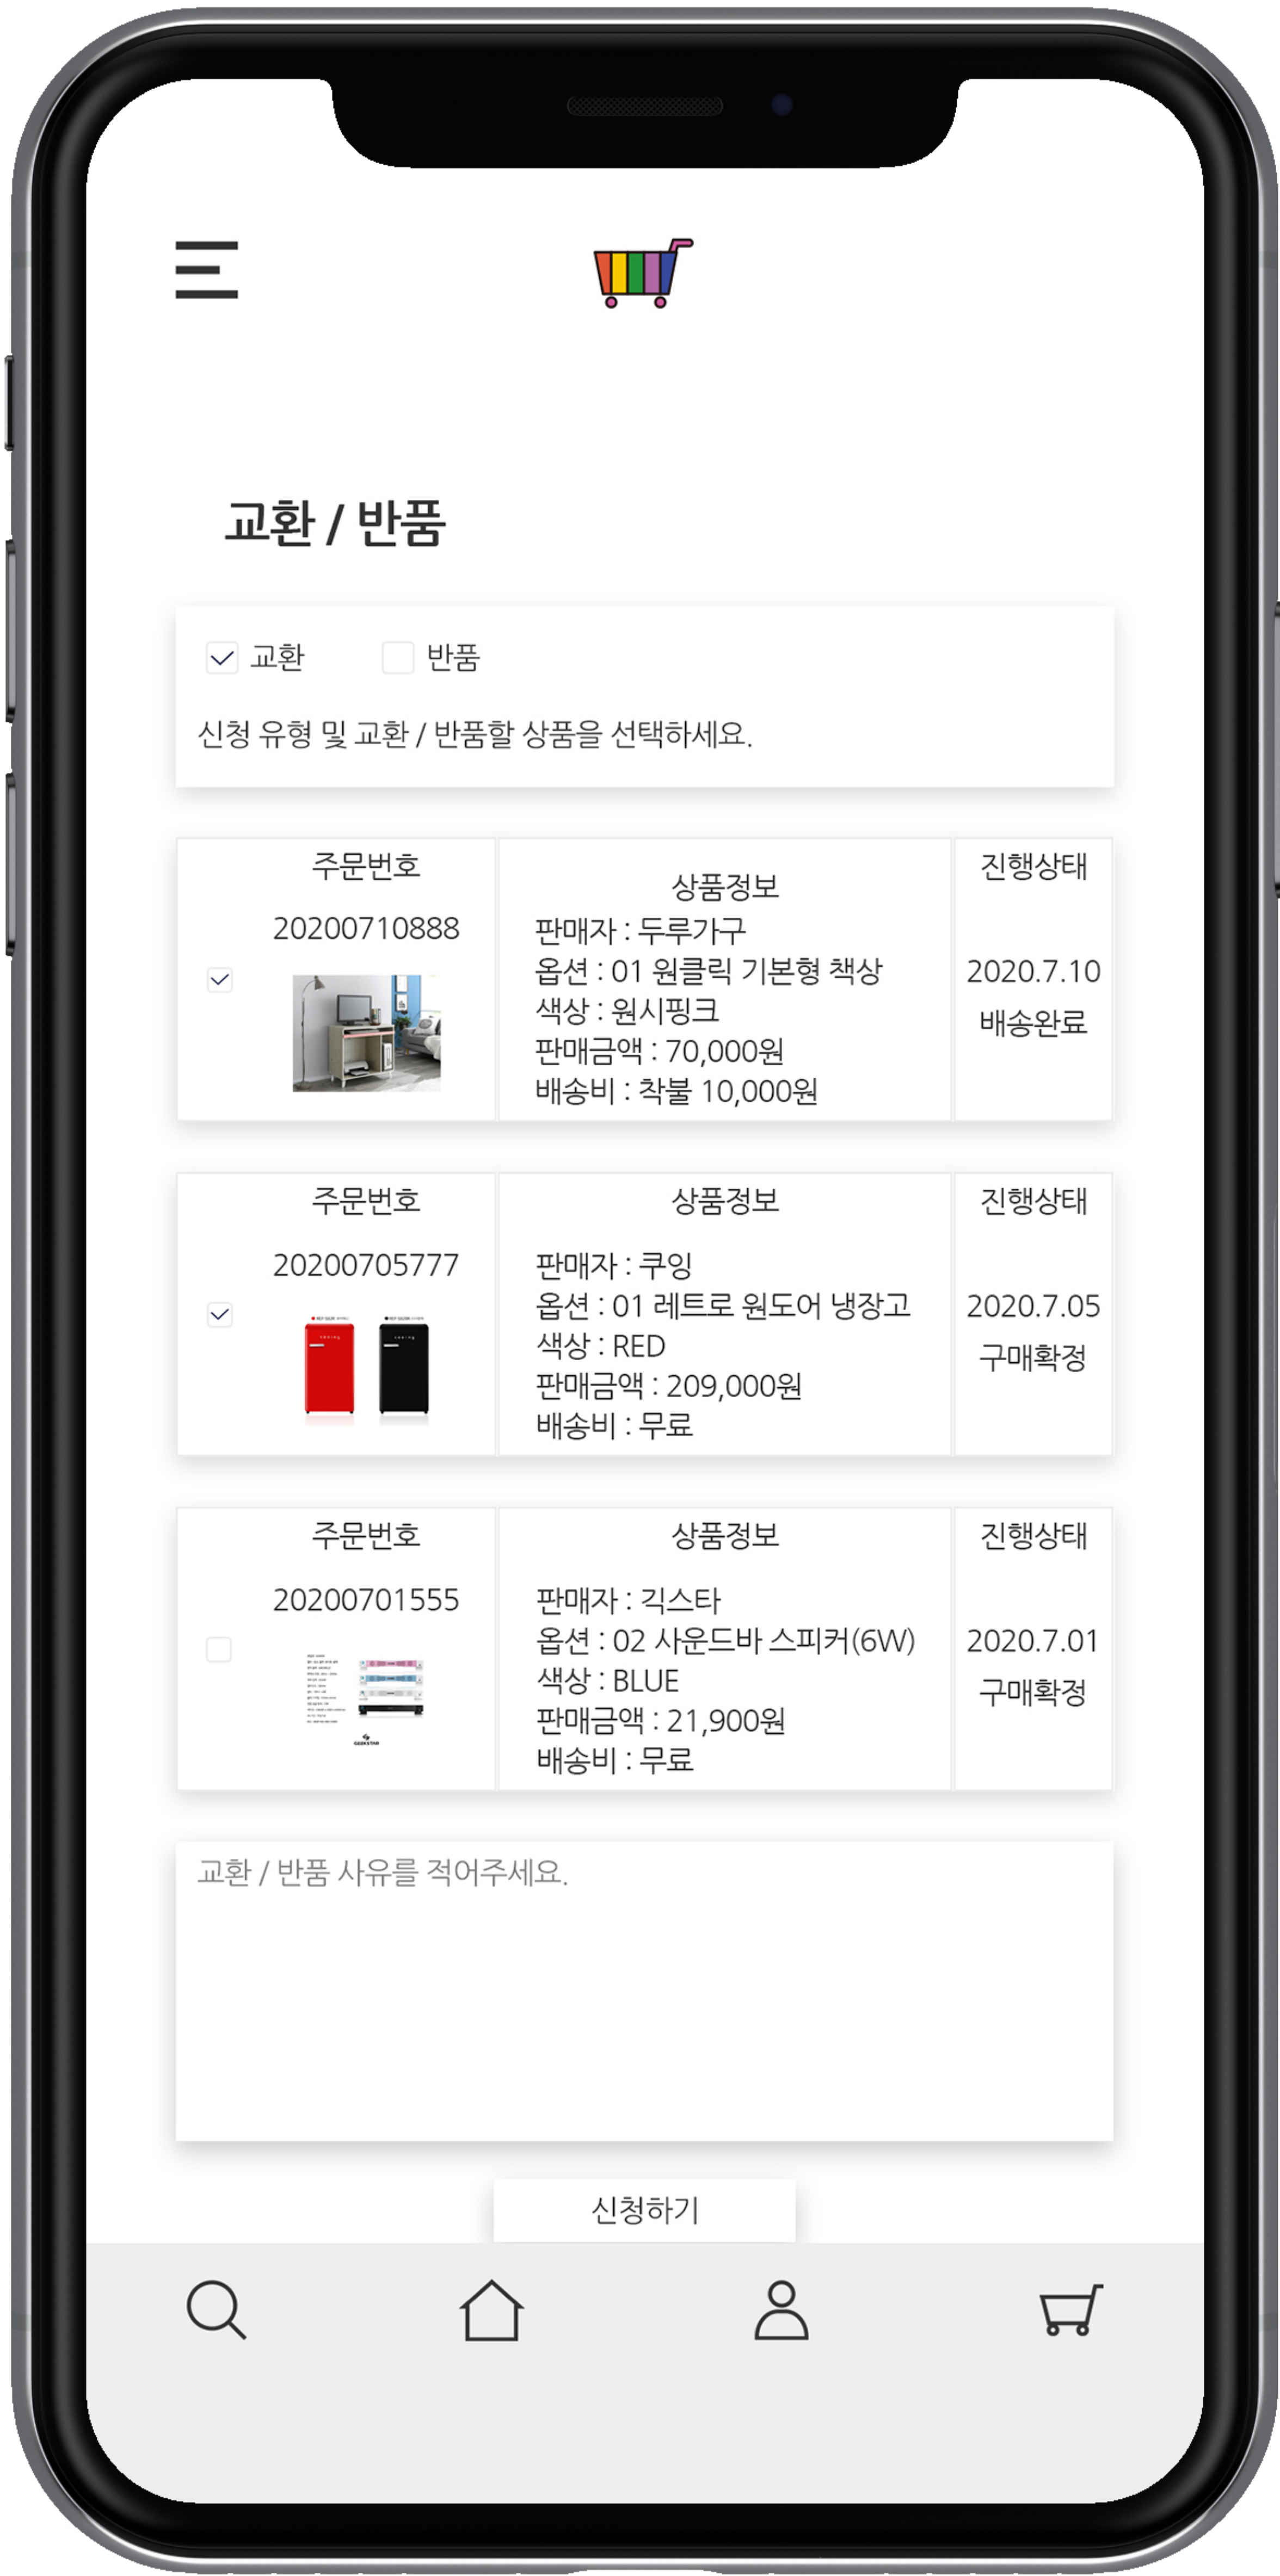 교환 / 반품
교환 반품
신청 유형 및 교환 / 반품할 상품을 선택하세요.
주문번호
20200710888
상품정보
판매자 : 두루가구
옵션 : 01 원클릭 기본형 책상
색상 : 원시핑크
판매금액 : 70,000원
배송비 : 착불 10,000원
진행상태
2020.7.10
배송완료
주문번호
20200705777
상품정보
판매자 : 쿠잉
옵션 : 01 레트로 원도어 냉장고
색상 : RED
판매금액 : 209,000원
배송비 : 무료
진행상태
2020.7.05
구매확정
주문번호
20200701555
GEEKSTAR
상품정보
판매자 : 긱스타
옵션 : 02 사운드바 스피커(6W)
색상 : BLUE
판매금액 : 21,900원
배송비 : 무료
진행상태
2020.7.01
구매확정
교환 / 반품 사유를 적어주세요.
신청하기